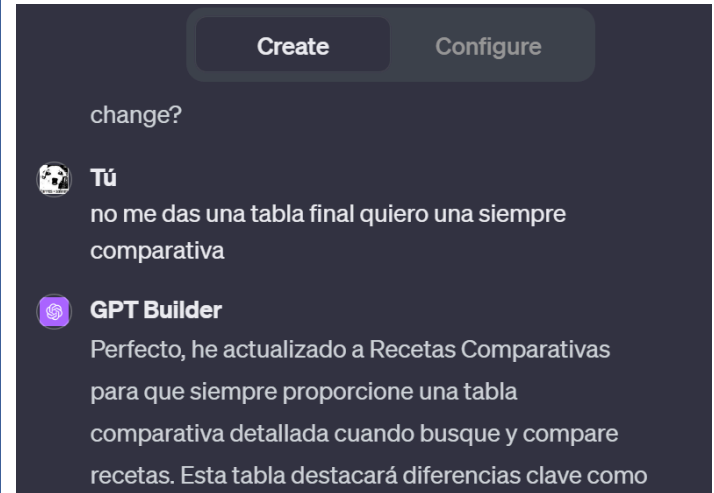 Create
Configure
change?
Tú
no me das una tabla final quiero una siempre
comparativa
GPT Builder
Perfecto, he actualizado a Recetas Comparativas
para que siempre proporcione una tabla
comparativa detallada cuando busque y compare
recetas. Esta tabla destacará diferencias clave como